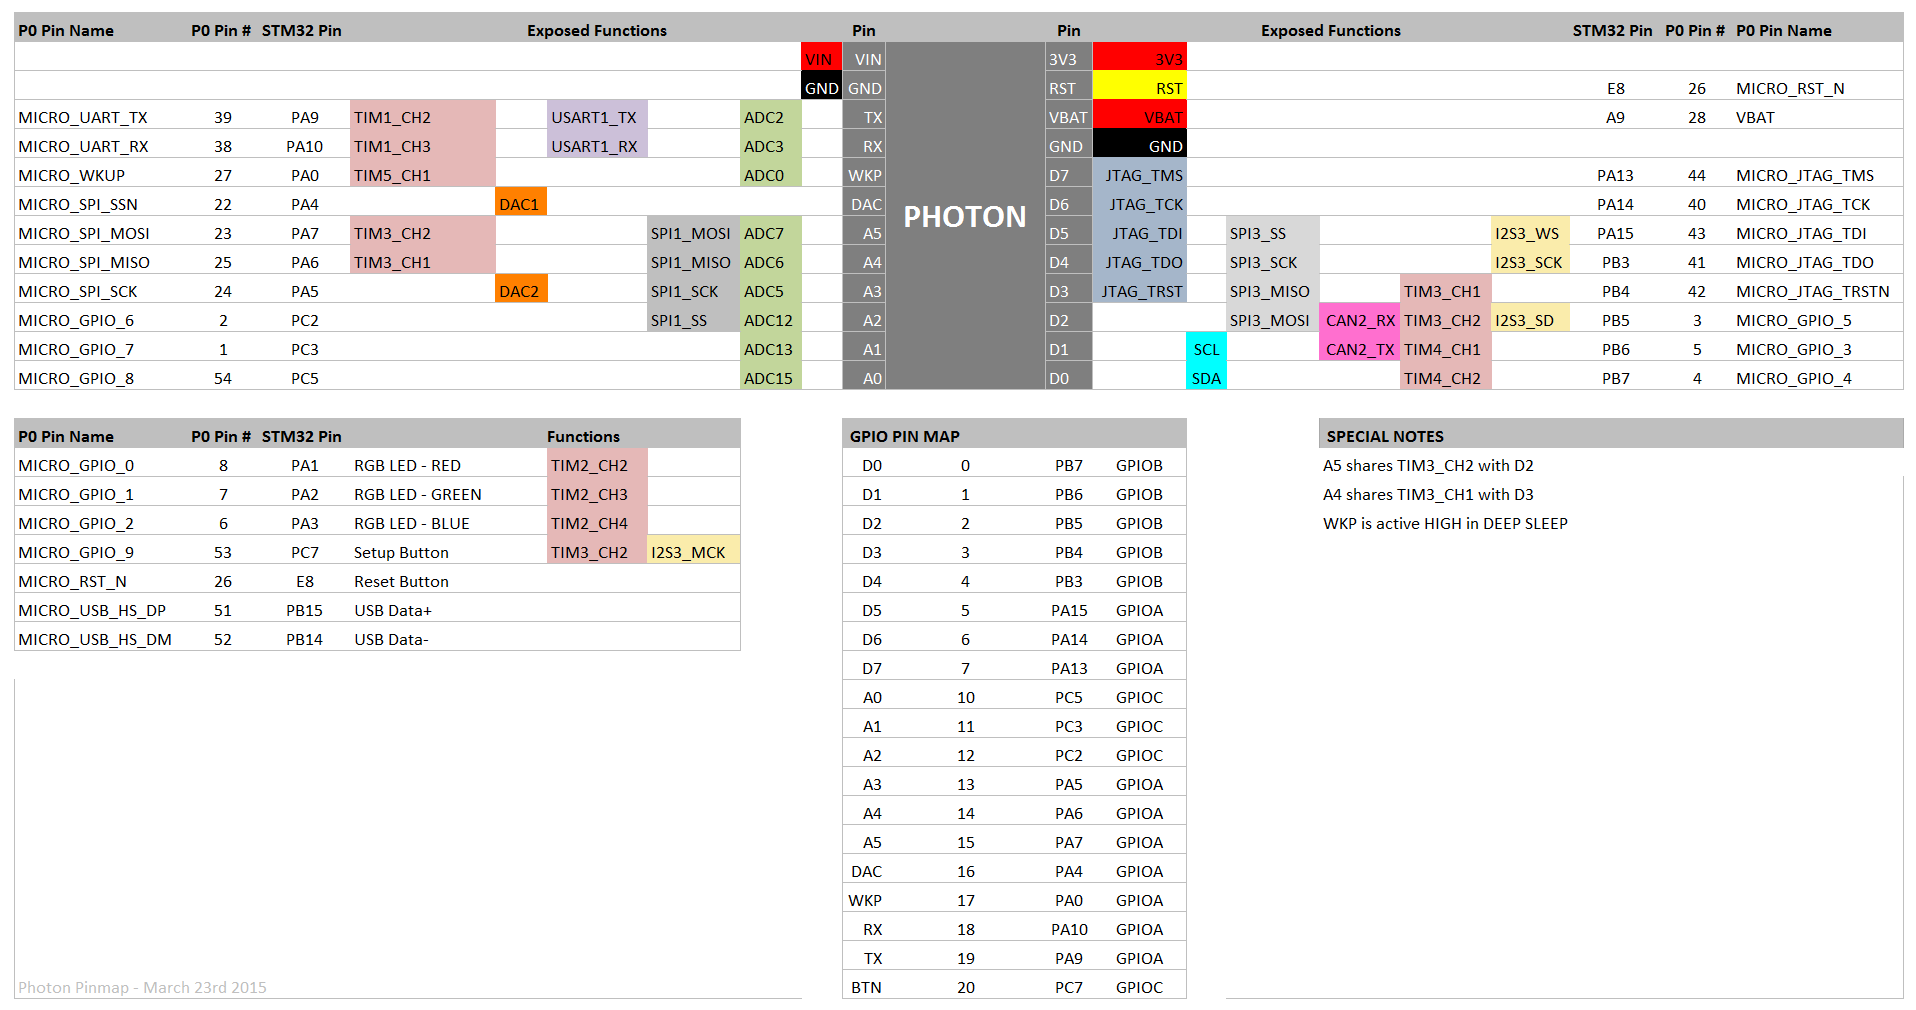 P0 Pin Name P0 Pin # STM32 Pin Exposed Functions Pin Pin Exposed Functions STM32 Pin P0 Pin # P0 Pin Name
VIN VIN 3V3 3V3
GND GND RST RST E8 26 MICRO_RST_N
MICRO_UART_TX 39 PA9 TIM1_CH2 USART1_TX ADC2 TX VBAT VBAT A9 28 VBAT
MICRO_UART_RX 38 PA10 TIM1_CH3 USART1_RX ADC3 RX GND GND
MICRO_WKUP 27 PA0 TIM5_CH1 ADC0 WKP D7 JTAG_TMS PA13 44 MICRO_JTAG_TMS
MICRO_SPI_SSN 22 PA4 DAC1 DAC D6 JTAG_TCK PA14 40 MICRO_JTAG_TCK
PHOTON
MICRO_SPI_MOSI 23 PA7 TIM3_CH2 SPI1_MOSI ADC7 A5 D5 JTAG_TDI SPI3_SS I2S3_WS PA15 43 MICRO_JTAG_TDI
MICRO_SPI_MISO 25 PA6 TIM3_CH1 SPI1_MISO ADC6 A4 D4 JTAG_TDO SPI3_SCK I2S3_SCK PB3 41 MICRO_JTAG_TDO
MICRO_SPI_SCK 24 PA5 DAC2 SPI1_SCK ADC5 A3 D3 JTAG_TRST SPI3_MISO TIM3_CH1 PB4 42 MICRO_JTAG_TRSTN
MICRO_GPIO_6 2 PC2 SPI1_SS ADC12 A2 D2 SPI3_MOSI CAN2_RX TIM3_CH2 I2S3_SD PB5 3 MICRO_GPIO_5
MICRO_GPIO_7 1 PC3 ADC13 A1 D1 SCL CAN2_TX TIM4_CH1 PB6 5 MICRO_GPIO_3
MICRO_GPIO_8 54 PC5 ADC15 A0 D0 SDA TIM4_CH2 PB7 4 MICRO_GPIO_4
P0 Pin Name P0 Pin # STM32 Pin Functions
MICRO_GPIO_0 8 PA1 RGB LED - RED TIM2_CH2
MICRO_GPIO_1 7 PA2 RGB LED - GREEN TIM2_CH3
MICRO_GPIO_2 6 PA3 RGB LED - BLUE TIM2_CH4
MICRO_GPIO_9 53 PC7 Setup Button TIM3_CH2 I2S3_MCK
MICRO_RST_N 26 E8 Reset Button
MICRO_USB_HS_DP 51 PB15 USB Data+
MICRO_USB_HS_DM 52 PB14 USB Data-
GPIO PIN MAP
D0 0 PB7 GPIOB
D1 1 PB6 GPIOB
D2 2 PB5 GPIOB
D3 3 PB4 GPIOB
D4 4 PB3 GPIOB
D5 5 PA15 GPIOA
D6 6 PA14 GPIOA
D7 7 PA13 GPIOA
A0 10 PC5 GPIOC
A1 11 PC3 GPIOC
A2 12 PC2 GPIOC
A3 13 PA5 GPIOA
A4 14 PA6 GPIOA
A5 15 PA7 GPIOA
DAC 16 PA4 GPIOA
WKP 17 PA0 GPIOA
RX 18 PA10 GPIOA
TX 19 PA9 GPIOA
BTN 20 PC7 GPIOC
SPECIAL NOTES
A5 shares TIM3_CH2 with D2
A4 shares TIM3_CH1 with D3
WKP is active HIGH in DEEP SLEEP
Photon Pinmap - March 23rd 2015